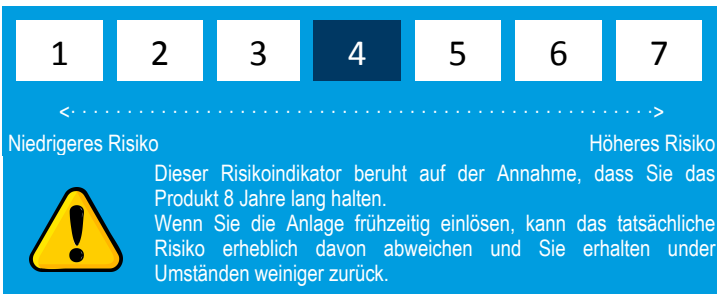 1 2 3 4 5 6 7
Niedrigeres Risiko Höheres Risiko
Dieser Risikoindikator beruht auf der Annahme, dass Sie das
Produkt 8 Jahre lang halten.
Wenn Sie die Anlage frühzeitig einlösen, kann das tatsächliche
Risiko erheblich davon abweichen und Sie erhalten under
Umständen weiniger zurück.